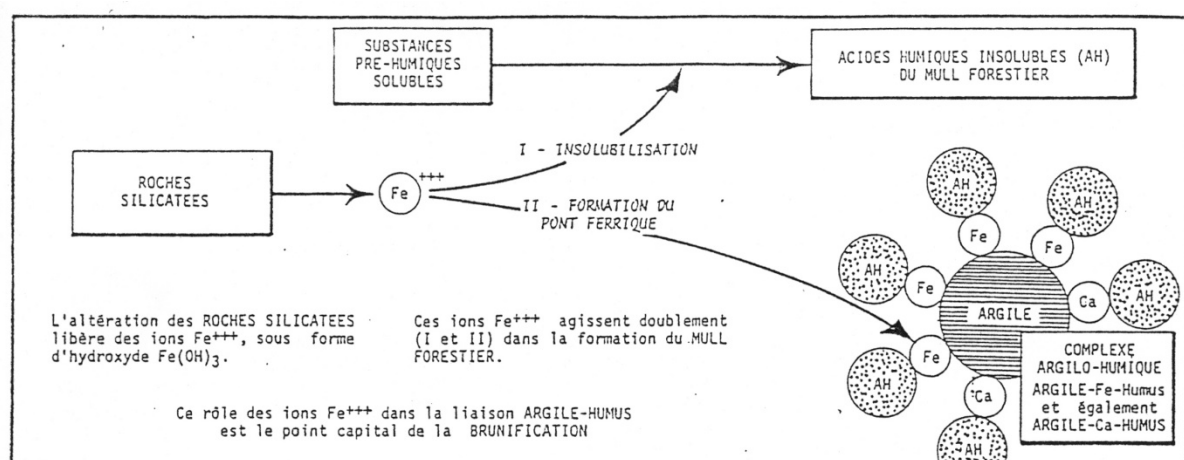 SUBSTANCES
PRE-HUMIQUES
SOLUBLES
ACIDES HUMIQUES INSOLUBLES (AH)
DU MULL FORESTIER
I - INSOLUBILISATION
ROCHES
SILICATEES
Fe+++
II - FORMATION DU
PONT FERRIQUE
AH
AH
Fe
Fe
AH
Fe
AH
Ca
ARGILE
Fe
AH
Ca
AH
L'altération des ROCHES SILICATEES
libère des ions Fe+++, sous forme
d'hydroxyde Fe(OH)3.
Ces ions Fe+++ agissent doublement
(I et II) dans la formation du MULL
FORESTIER.
COMPLEXE
ARGILO-HUMIQUE
ARGILE-Fe-Humus
et également
ARGILE-Ca-HUMUS
Ce rôle des ions Fe+++ dans la liaison ARGILE-HUMUS
est le point capital de la BRUNIFICATION